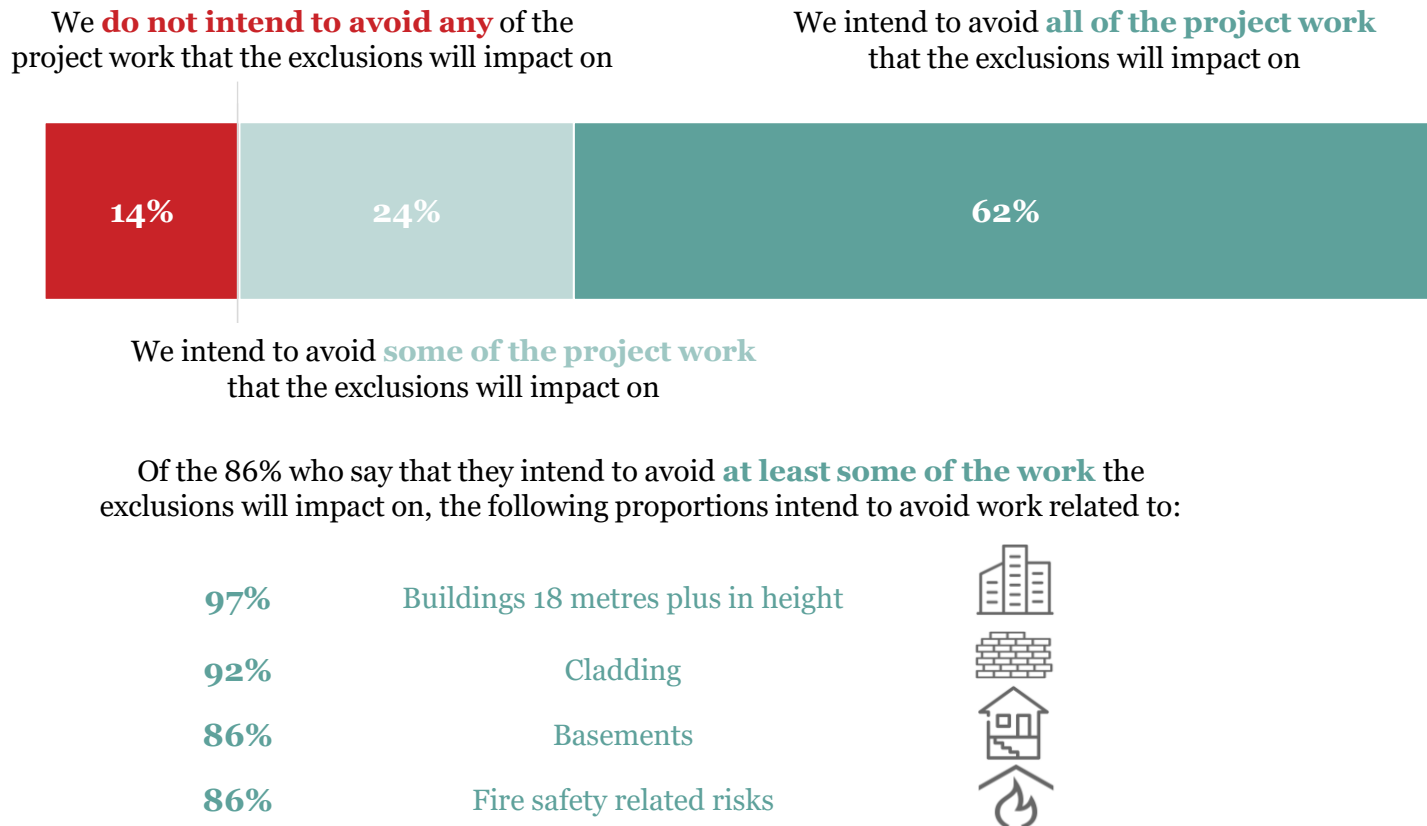 We do not intend to avoid any of the
project work that the exclusions will impact on
We intend to avoid all of the project work
that the exclusions will impact on
14%
24%
62%
We intend to avoid some of the project work
that the exclusions will impact on
Of the 86% who say that they intend to avoid at least some of the work the
exclusions will impact on, the following proportions intend to avoid work related to:
97% Buildings 18 metres plus in height
92% Cladding
86% Basements
86% Fire safety related risks